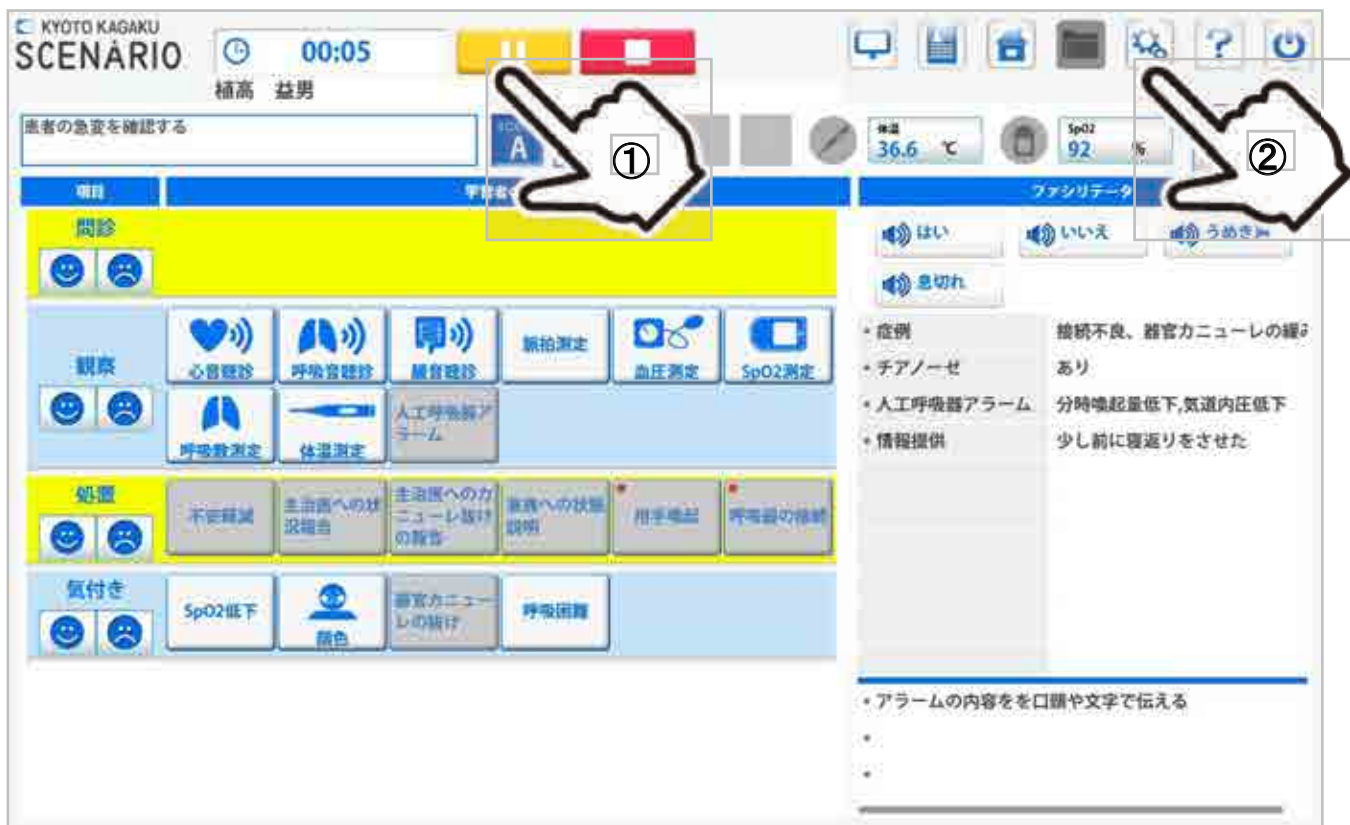 KYOTO KAGAKU
SCENARIO
00:05
植高 益男
患者の急変を確認する
A
①
体温
36.6 ℃
SpO2
92 %
②
項目
ファシリテータ
問診
はい
いいえ
うめき声
息切れ
観察
心音聴診
呼吸音聴診
腸音聴診
脈拍測定
血圧測定
SpO2測定
呼吸数測定
体温測定
人工呼吸器ア
ラーム
・症例
接続不良、器官カニューレの緩み
・チアノーゼ
あり
・人工呼吸器アラーム
分時喚起量低下,気道内圧低下
・情報提供
少し前に寝返りをさせた
処置
不安軽減
主治医への状
況報告
主治医へのカ
ニューレ抜け
の報告
家族への状態
説明
用手喚起
呼吸器の接続
気付き
SpO2低下
顔色
器官カニュー
レの抜け
呼吸困難
・アラームの内容をを口頭や文字で伝える